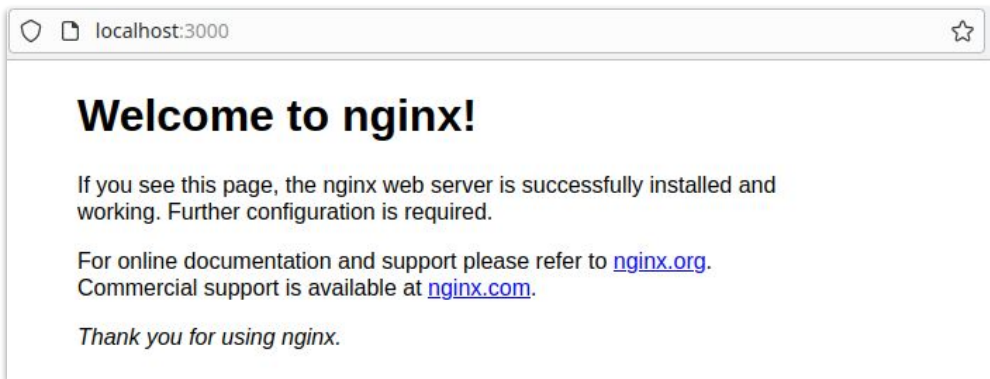 localhost:3000
Welcome to nginx!
If you see this page, the nginx web server is successfully installed and
working. Further configuration is required.
For online documentation and support please refer to nginx.org.
Commercial support is available at nginx.com.
Thank you for using nginx.